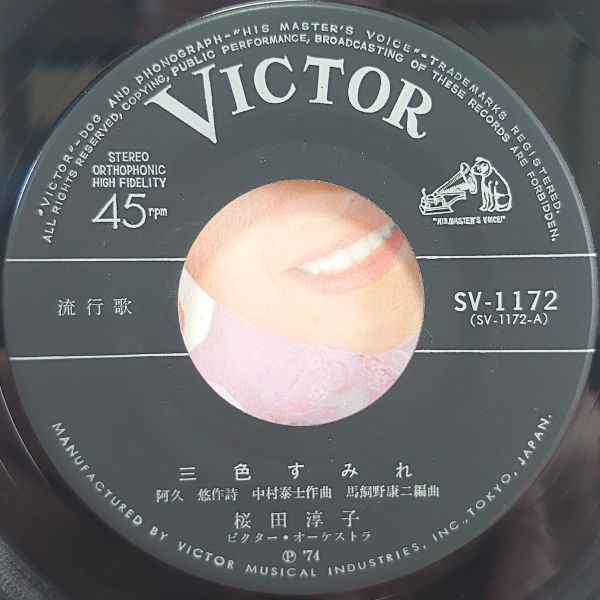 "VICTOR"–DOG AND PHONOGRAPH–"HIS MASTER'S VOICE"–TRADEMARKS REGISTERED.
ALL RIGHTS RESERVED, COPYING, PUBLIC PERFORMANCE, BROADCASTING OF THESE RECORDS ARE FORBIDDEN.
VICTOR
STEREO
ORTHOPHONIC
HIGH FIDELITY
45 rpm
"HIS MASTER'S VOICE"
流行歌
SV-1172
(SV-1172-A)
三色すみれ
阿久 悠作詩 中村泰士作曲 馬飼野康二編曲
桜田淳子
ビクター・オーケストラ
Ⓟ '74
MANUFACTURED BY VICTOR MUSICAL INDUSTRIES, INC., TOKYO, JAPAN.